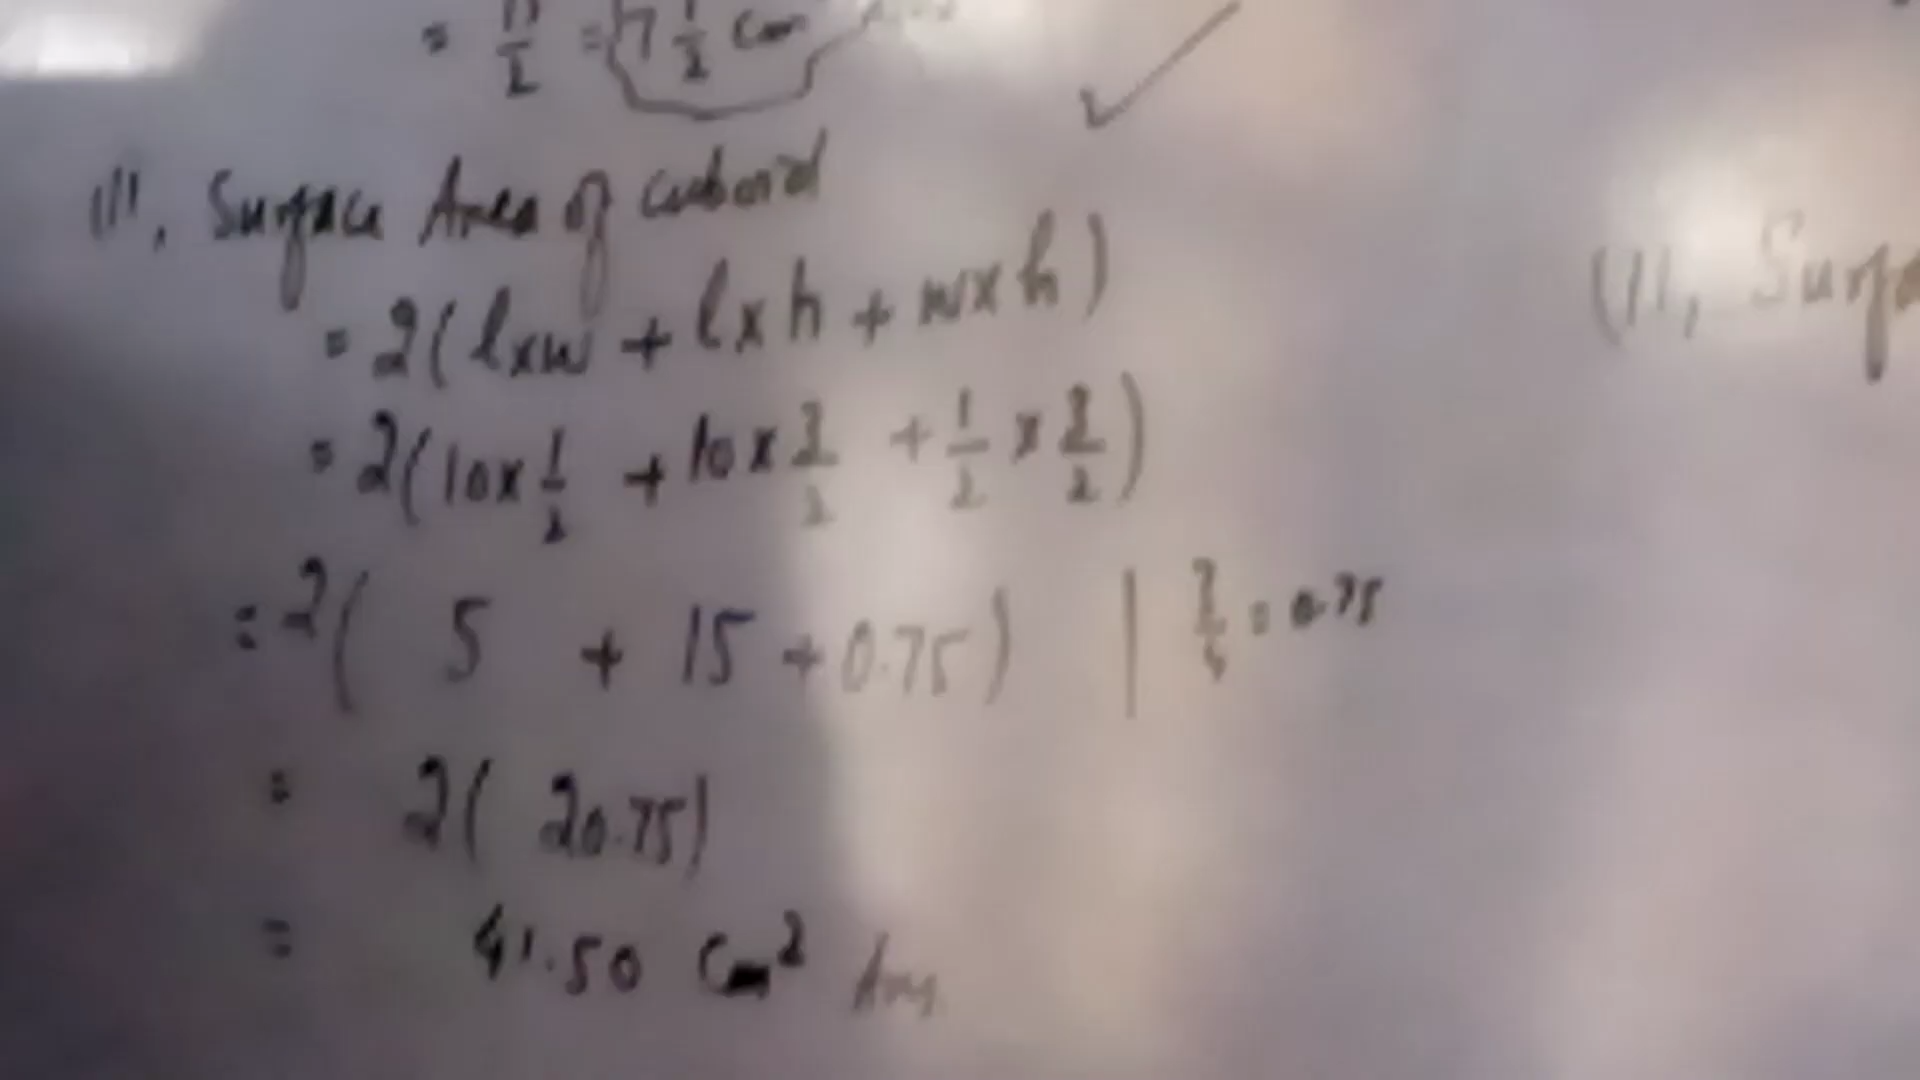 = 15/2 = 7 1/2 cm
III, Surface Area of cuboid
= 2(l×w + l×h + w×h)
= 2(10×1/2 + 10×3/2 + 1/2 × 3/2)
= 2( 5 + 15 + 0.75) | 3/4 = 0.75
= 2( 20.75)
= 41.50 cm² Ans.
(II, Surfa